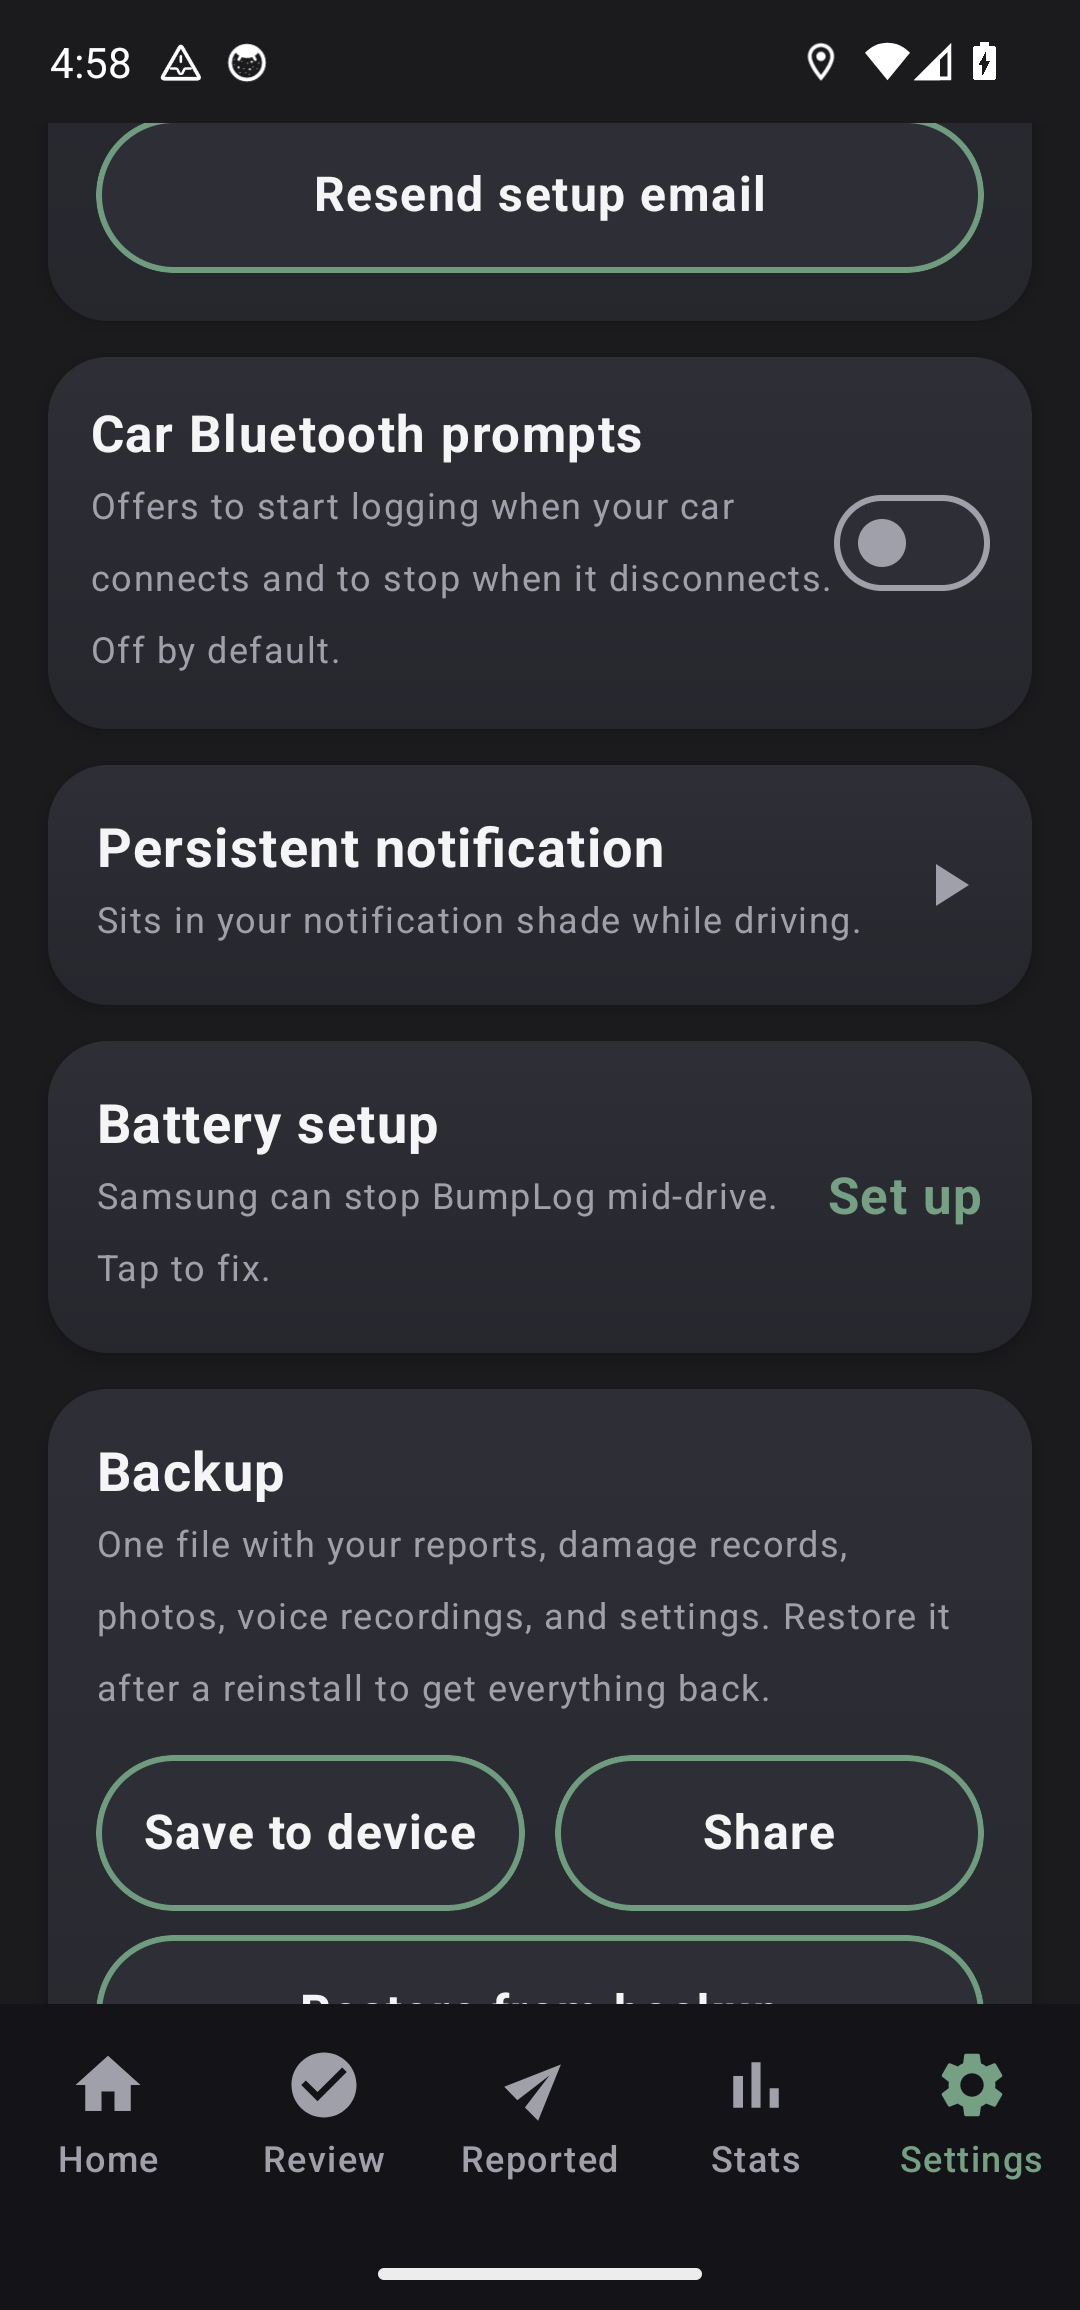 4:58
Resend setup email
Car Bluetooth prompts
Offers to start logging when your car
connects and to stop when it disconnects.
Off by default.
Persistent notification
Sits in your notification shade while driving.
Battery setup
Samsung can stop BumpLog mid-drive.
Tap to fix.
Set up
Backup
One file with your reports, damage records,
photos, voice recordings, and settings. Restore it
after a reinstall to get everything back.
Save to device
Share
Restore from backup
Home
Review
Reported
Stats
Settings